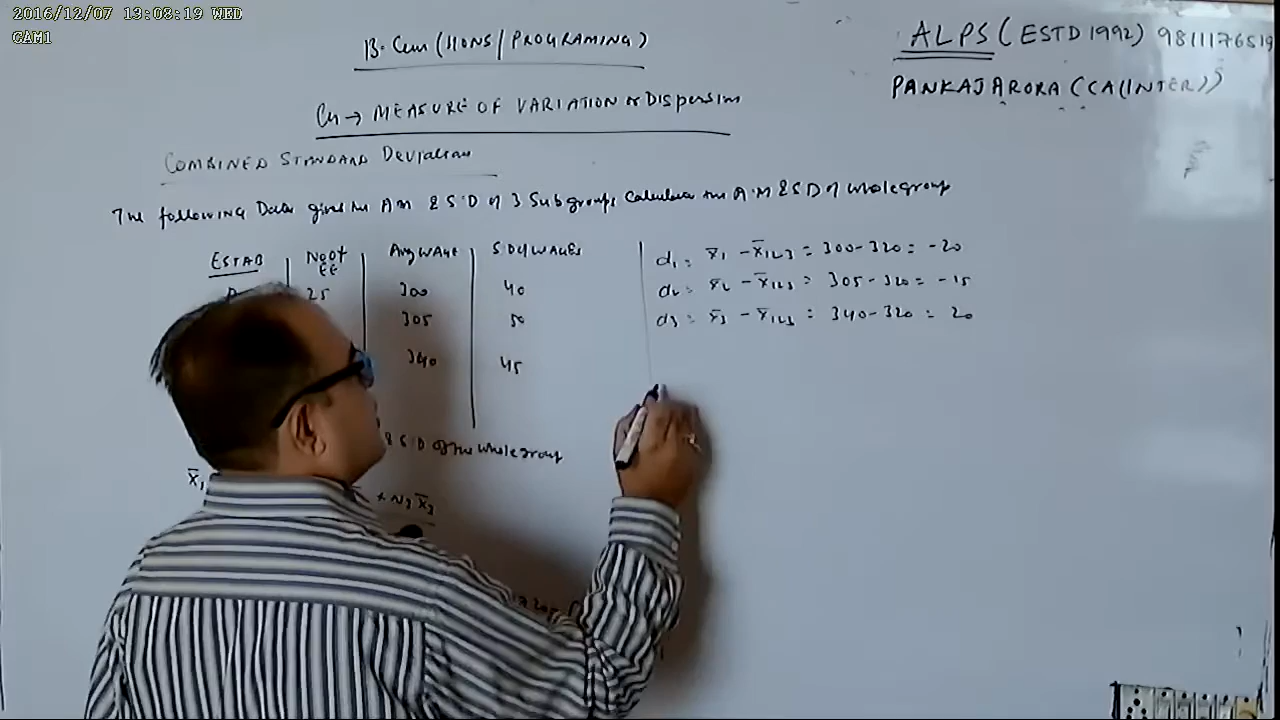 2016/12/07 13:08:19 WED
CAM1
B. Com (HONS / PROGRAMING)
ALPS (ESTD 1992) 9811176519
PANKAJ ARORA (CA (INTER))
CH → MEASURE OF VARIATION OR DISPERSION
COMBINED STANDARD DEVIATION
The following Data gives the AM & S.D of 3 Subgroups Calculate the A.M & SD of whole group
ESTAB No of EE Avg WAGE S.D of WAGES
25 300 40
305 50
340 45
d₁ = x̄₁ - x̄₁₂₃ = 300 - 320 = -20
d₂ = x̄₂ - x̄₁₂₃ = 305 - 320 = -15
d₃ = x̄₃ - x̄₁₂₃ = 340 - 320 = 20
& S.D of the whole group
x̄₁ + N₃ x̄₃